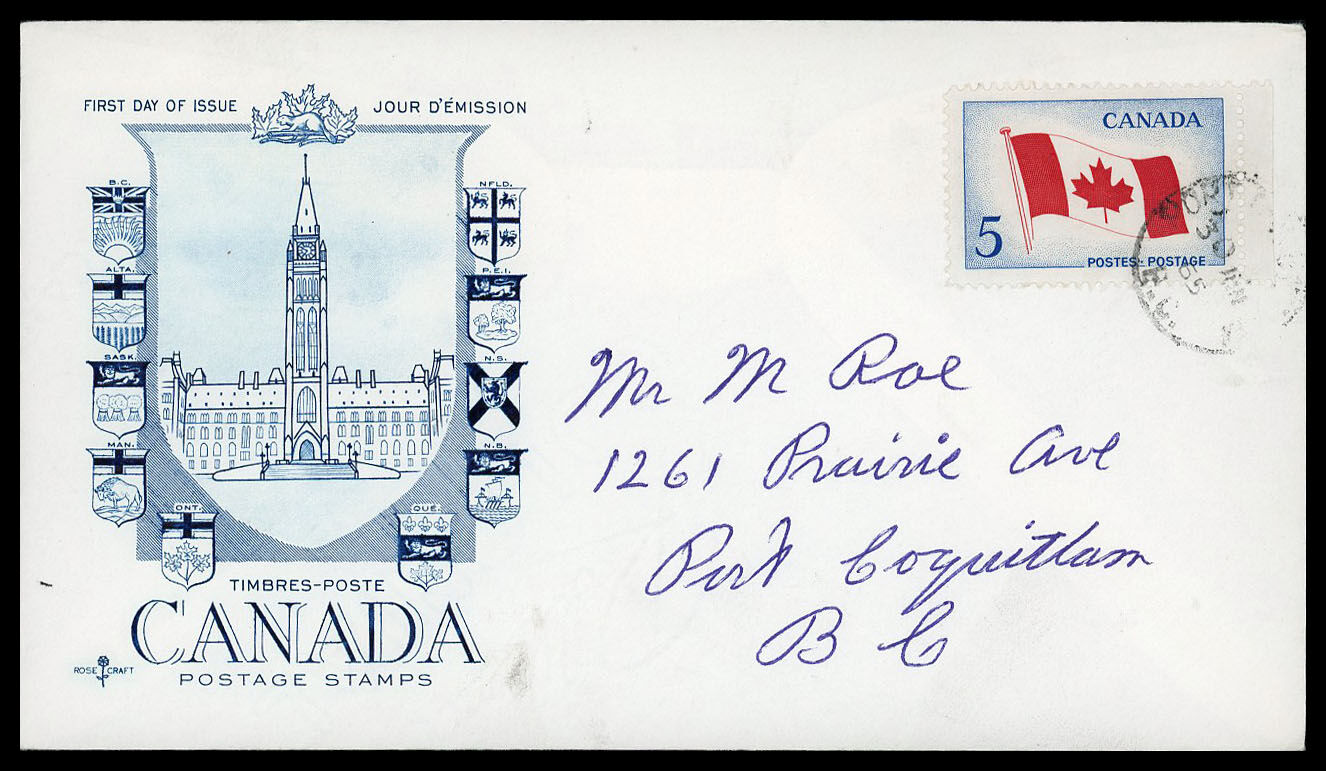 FIRST DAY OF ISSUE JOUR D'ÉMISSION
B.C.
NFLD.
ALTA.
P.E.I.
SASK.
N.S.
MAN.
N.B.
ONT.
QUÉ.
TIMBRES-POSTE
CANADA
POSTAGE STAMPS
ROSE CRAFT
CANADA
5
POSTES-POSTAGE
Mr M Roe
1261 Prairie Ave
Port Coquitlam
B C